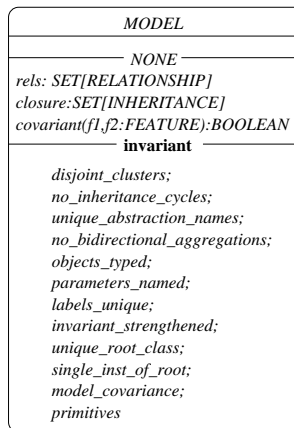 MODEL
NONE
rels: SET[RELATIONSHIP]
closure:SET[INHERITANCE]
covariant(f1,f2:FEATURE):BOOLEAN
invariant
disjoint_clusters;
no_inheritance_cycles;
unique_abstraction_names;
no_bidirectional_aggregations;
objects_typed;
parameters_named;
labels_unique;
invariant_strengthened;
unique_root_class;
single_inst_of_root;
model_covariance;
primitives